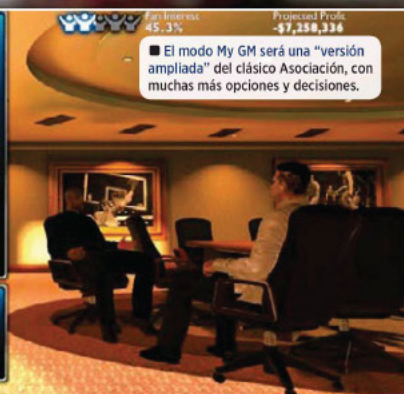 Fan Interest
45.3%
Projected Profit
-$7,258,336
■ El modo My GM será una “versión
ampliada” del clásico Asociación, con
muchas más opciones y decisiones.